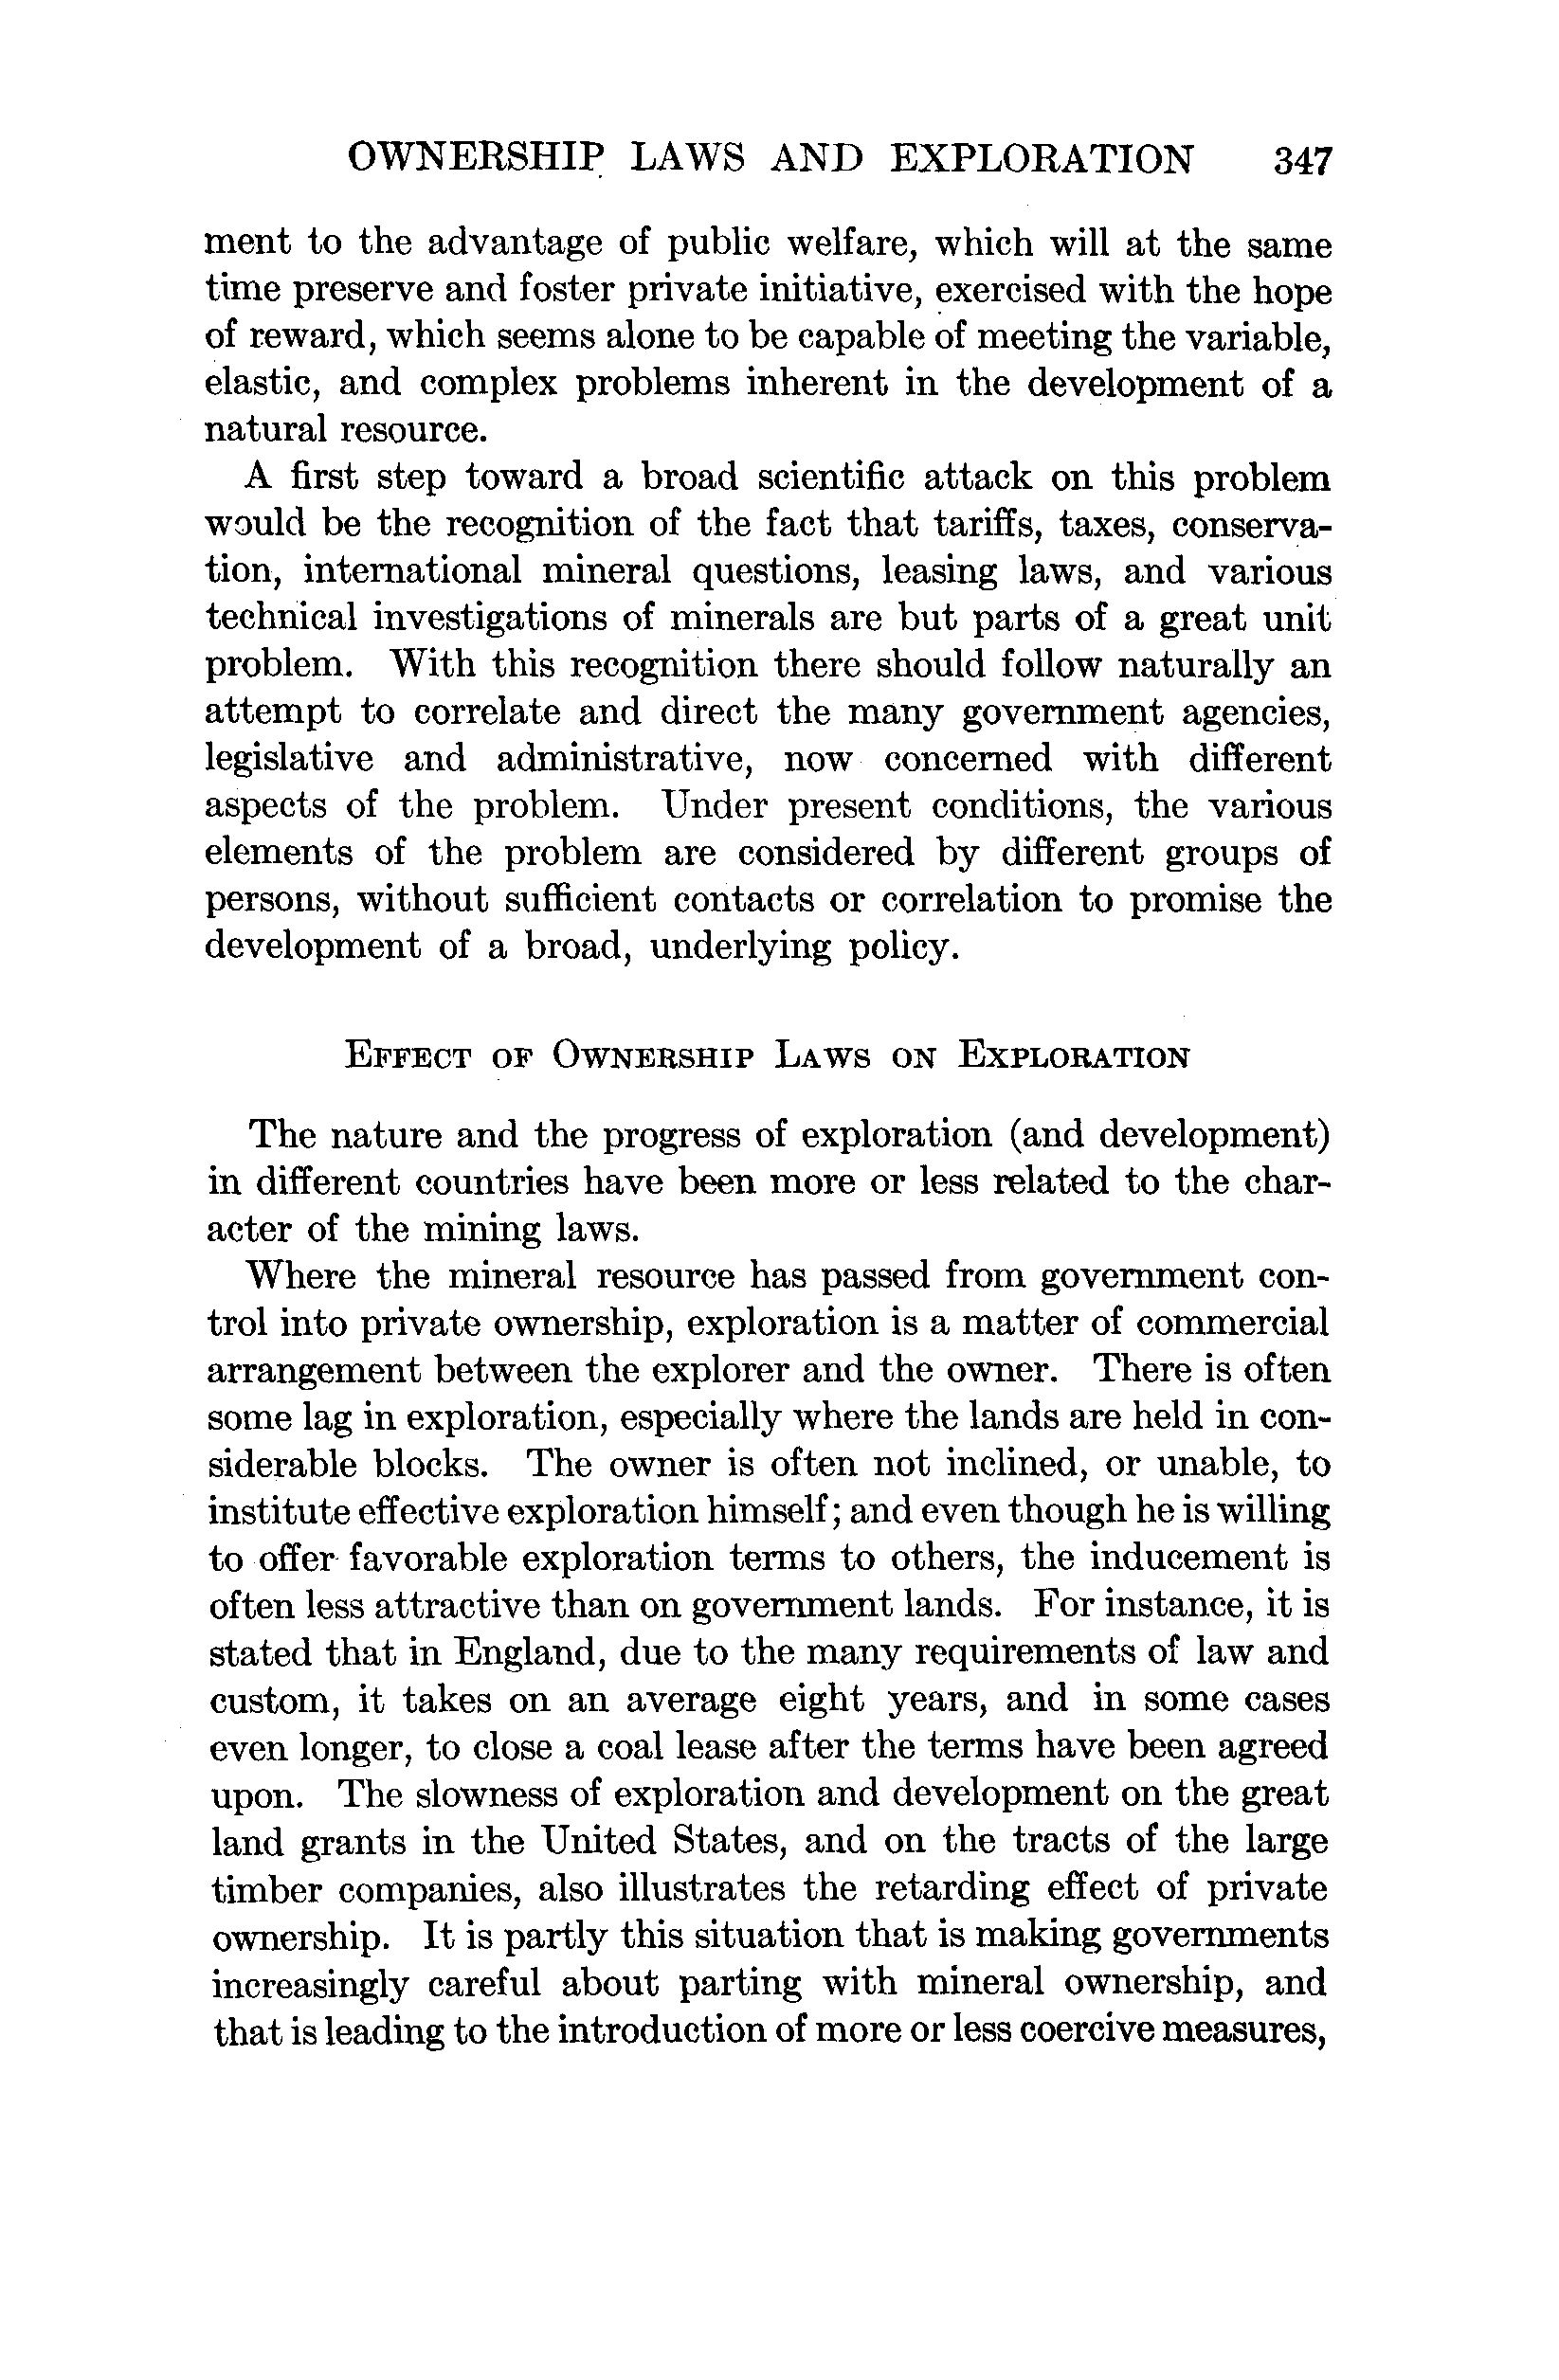 OWNERSHIP LAWS AND EXPLORATION 347
ment to the advantage of public welfare, which will at the same
time preserve and foster private initiative, exercised with the hope
of reward, which seems alone to be capable of meeting the variable,
elastic, and complex problems inherent in the development of a
natural resource.
A first step toward a broad scientific attack on this problem
would be the recognition of the fact that tariffs, taxes, conserva-
tion, international mineral questions, leasing laws, and various
technical investigations of minerals are but parts of a great unit
problem. With this recognition there should follow naturally an
attempt to correlate and direct the many government agencies,
legislative and administrative, now concerned with different
aspects of the problem. Under present conditions, the various
elements of the problem are considered by different groups of
persons, without sufficient contacts or correlation to promise the
development of a broad, underlying policy.
EFFECT OF OWNERSHIP LAWS ON EXPLORATION
The nature and the progress of exploration (and development)
in different countries have been more or less related to the char-
acter of the mining laws.
Where the mineral resource has passed from government con-
trol into private ownership, exploration is a matter of commercial
arrangement between the explorer and the owner. There is often
some lag in exploration, especially where the lands are held in con-
siderable blocks. The owner is often not inclined, or unable, to
institute effective exploration himself; and even though he is willing
to offer favorable exploration terms to others, the inducement is
often less attractive than on government lands. For instance, it is
stated that in England, due to the many requirements of law and
custom, it takes on an average eight years, and in some cases
even longer, to close a coal lease after the terms have been agreed
upon. The slowness of exploration and development on the great
land grants in the United States, and on the tracts of the large
timber companies, also illustrates the retarding effect of private
ownership. It is partly this situation that is making governments
increasingly careful about parting with mineral ownership, and
that is leading to the introduction of more or less coercive measures,